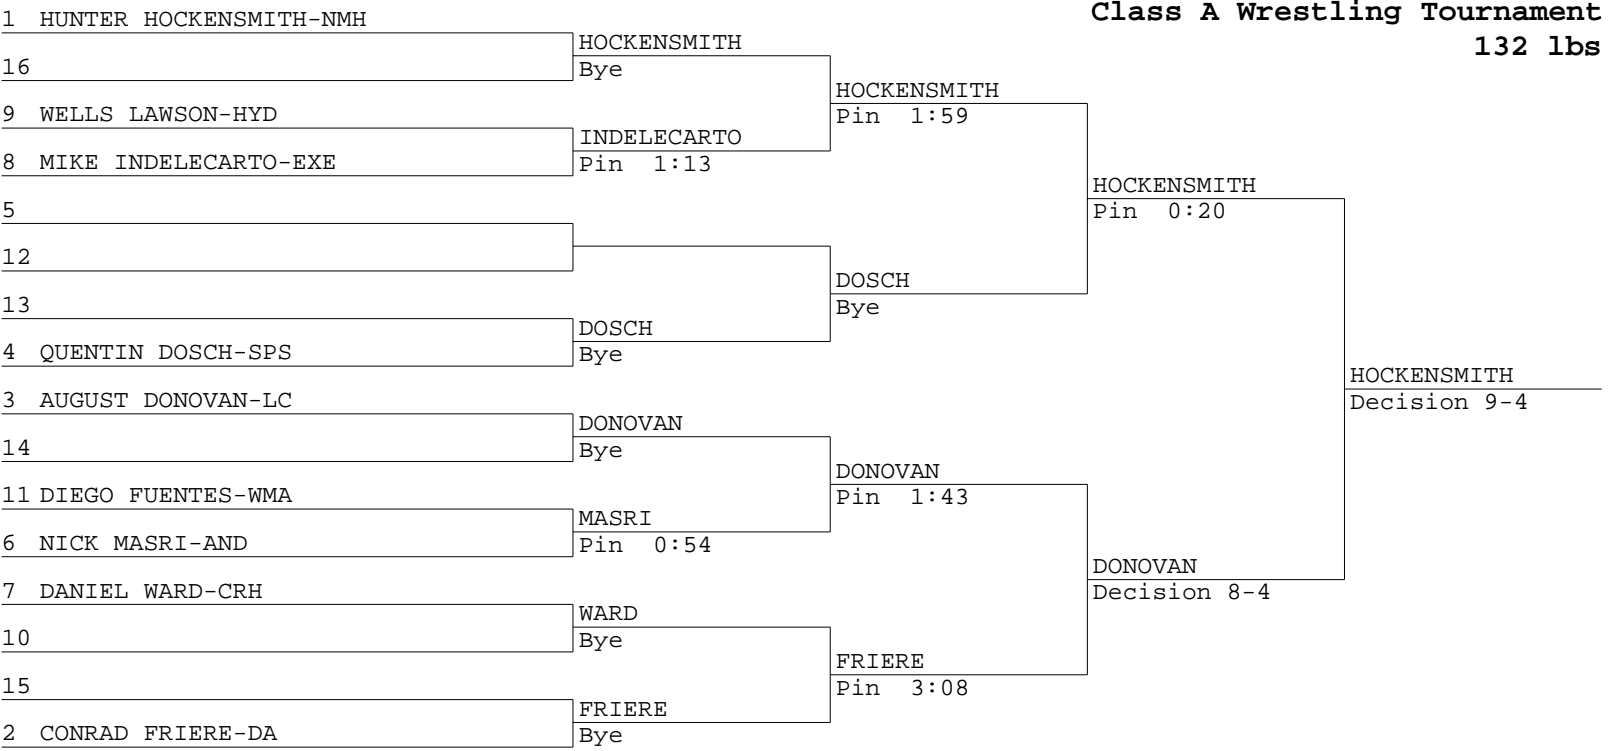 Class A Wrestling Tournament
132 lbs
1 HUNTER HOCKENSMITH-NMH
16
9 WELLS LAWSON-HYD
8 MIKE INDELECARTO-EXE
5
12
13
4 QUENTIN DOSCH-SPS
3 AUGUST DONOVAN-LC
14
11 DIEGO FUENTES-WMA
6 NICK MASRI-AND
7 DANIEL WARD-CRH
10
15
2 CONRAD FRIERE-DA
HOCKENSMITH
Bye
INDELECARTO
Pin 1:13
DOSCH
Bye
DONOVAN
Bye
MASRI
Pin 0:54
WARD
Bye
FRIERE
Bye
HOCKENSMITH
Pin 1:59
DOSCH
Bye
DONOVAN
Pin 1:43
FRIERE
Pin 3:08
HOCKENSMITH
Pin 0:20
DONOVAN
Decision 8-4
HOCKENSMITH
Decision 9-4